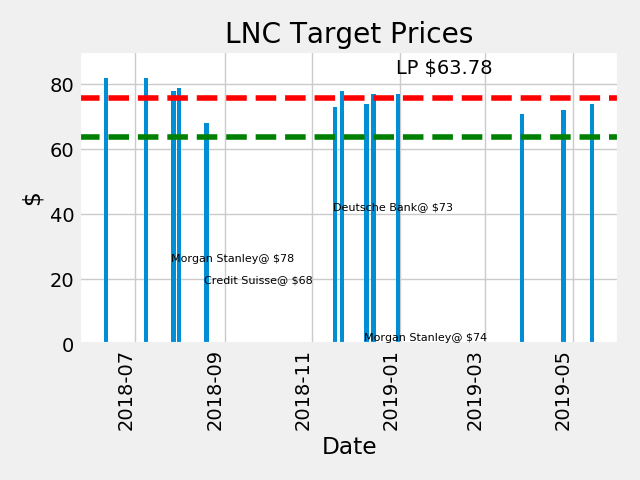 LNC Target Prices
LP $63.78
$
80
60
40
20
0
Deutsche Bank@ $73
Morgan Stanley@ $78
Credit Suisse@ $68
Morgan Stanley@ $74
2018-07
2018-09
2018-11
2019-01
2019-03
2019-05
Date